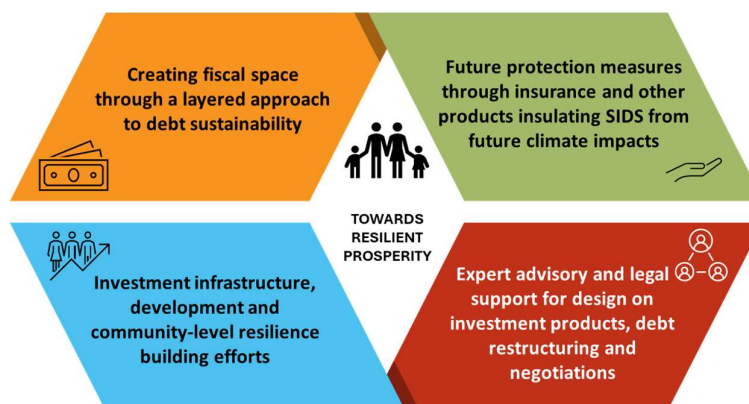 Creating fiscal space
through a layered approach
to debt sustainability
Future protection measures
through insurance and other
products insulating SIDS from
future climate impacts
TOWARDS
RESILIENT
PROSPERITY
Investment infrastructure,
development and
community-level resilience
building efforts
Expert advisory and legal
support for design on
investment products, debt
restructuring and
negotiations